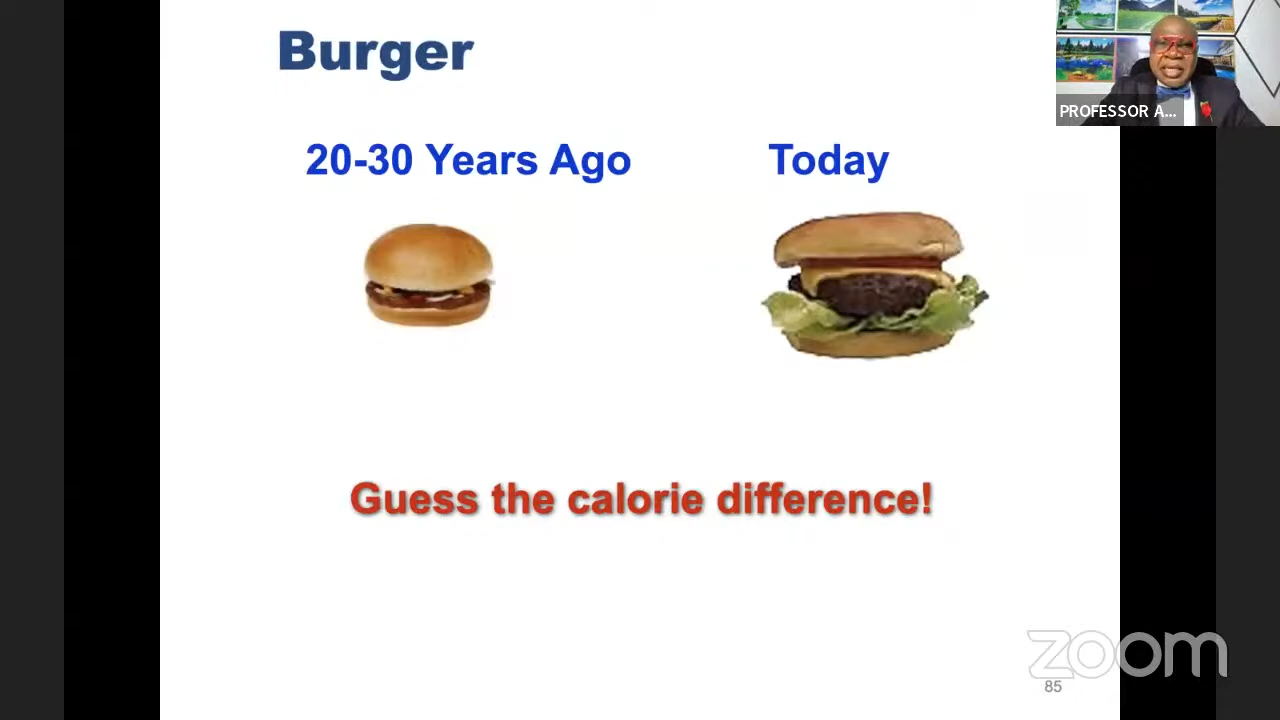 Burger
PROFESSOR A...
20-30 Years Ago
Today
Guess the calorie difference!
zoom
85